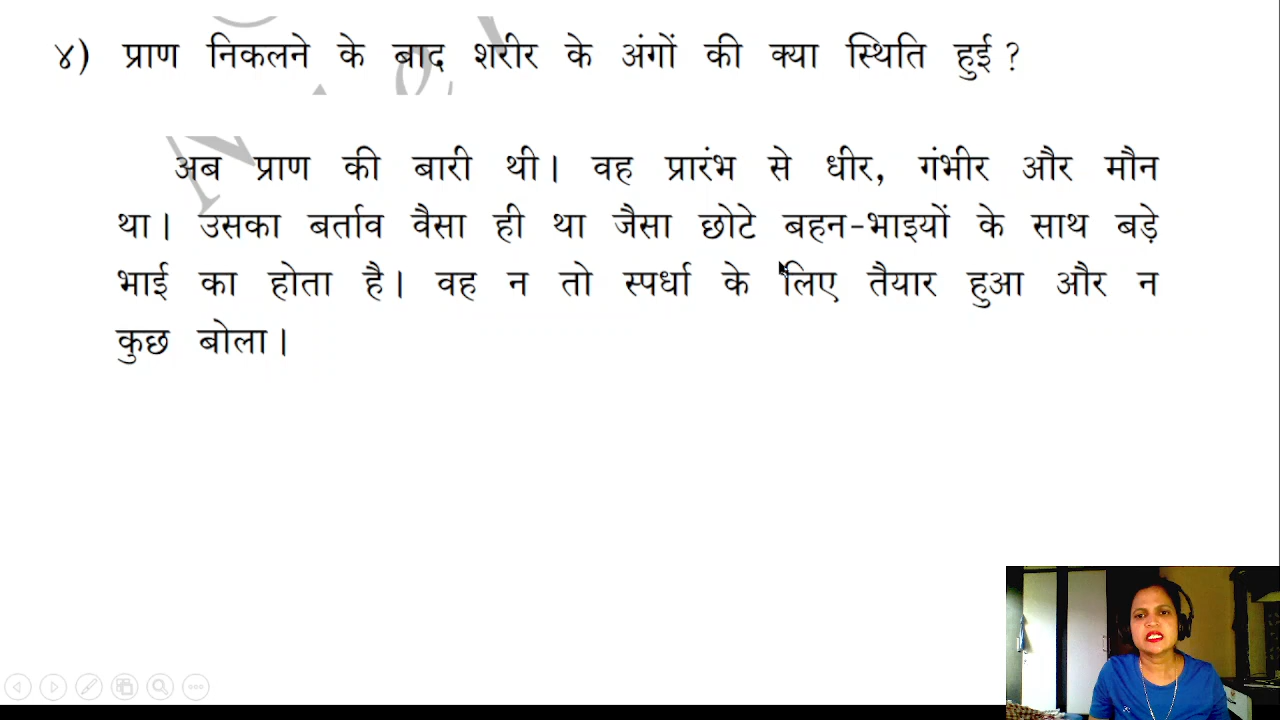 ४) प्राण निकलने के बाद शरीर के अंगों की क्या स्थिति हुई ?
अब प्राण की बारी थी। वह प्रारंभ से धीर, गंभीर और मौन
था। उसका बर्ताव वैसा ही था जैसा छोटे बहन-भाइयों के साथ बड़े
भाई का होता है। वह न तो स्पर्धा के लिए तैयार हुआ और न
कुछ बोला।